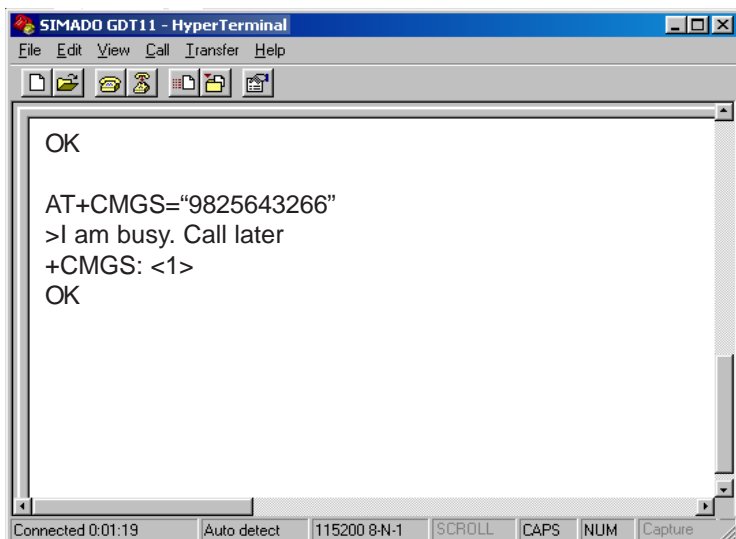 SIMADO GDT11 - HyperTerminal
File Edit View Call Transfer Help
OK
AT+CMGS=“9825643266”
>I am busy. Call later
+CMGS: <1>
OK
Connected 0:01:19 Auto detect 115200 8-N-1 SCROLL CAPS NUM Capture